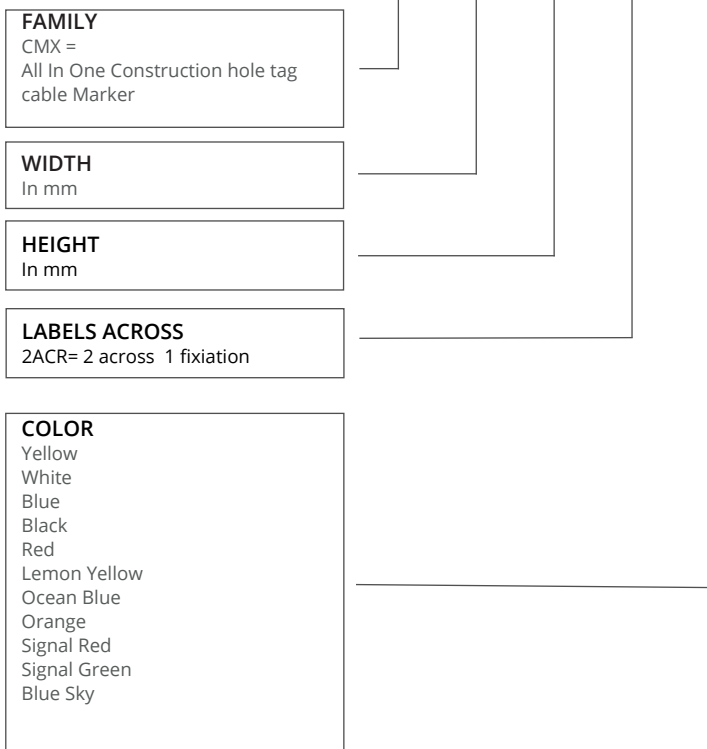 FAMILY
CMX =
All In One Construction hole tag
cable Marker
WIDTH
In mm
HEIGHT
In mm
LABELS ACROSS
2ACR= 2 across 1 fixiation
COLOR
Yellow
White
Blue
Black
Red
Lemon Yellow
Ocean Blue
Orange
Signal Red
Signal Green
Blue Sky